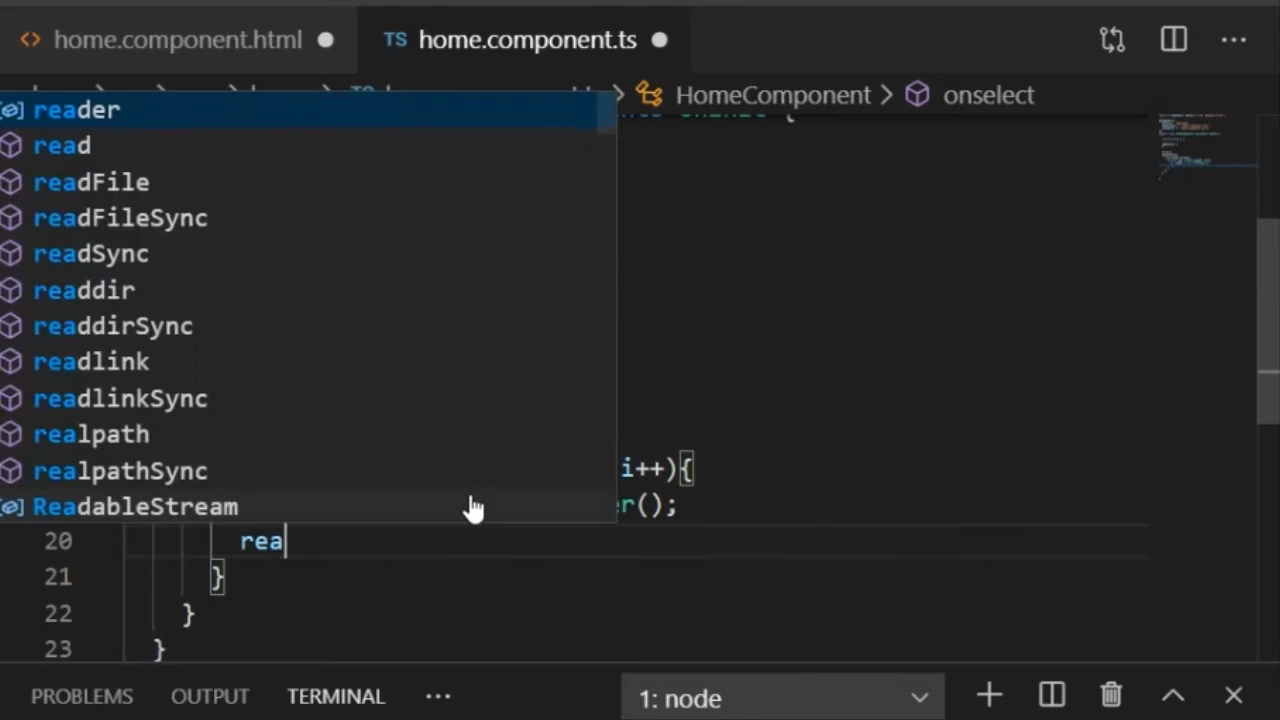 home.component.html
TS home.component.ts
HomeComponent > onselect
reader
read
readFile
readFileSync
readSync
readdir
readdirSync
readlink
readlinkSync
realpath
realpathSync
i++){
ReadableStream
er();
20 rea
21 }
22 }
23 }
PROBLEMS OUTPUT TERMINAL ... 1: node